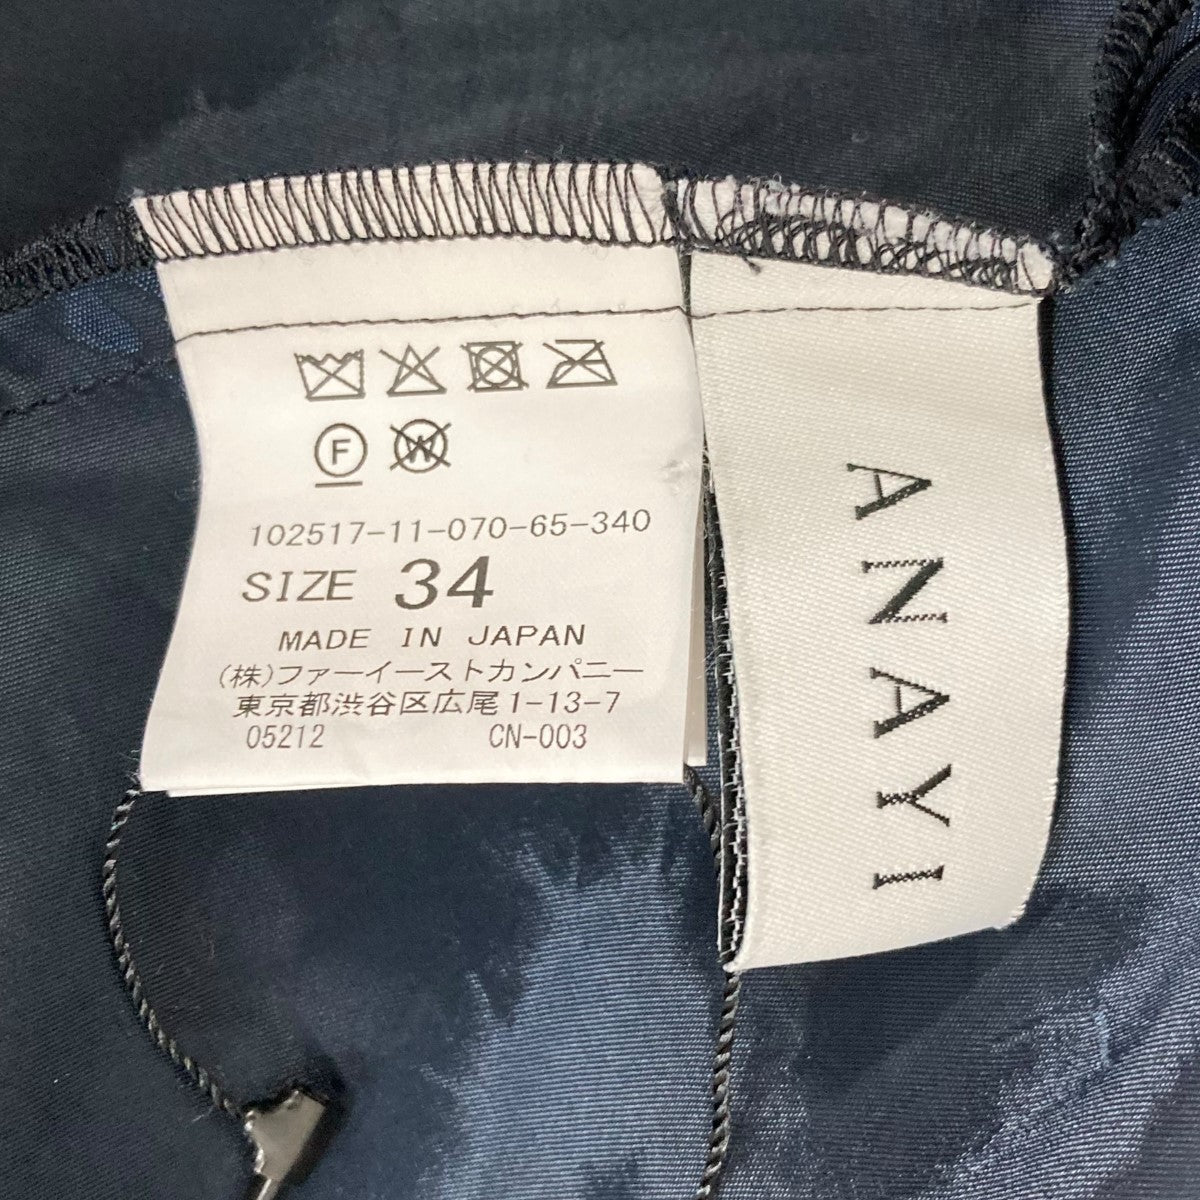 F
W
102517-11-070-65-340
SIZE 34
MADE IN JAPAN
(株)ファーイーストカンパニー
東京都渋谷区広尾1-13-7
05212 CN-003
ANAYI